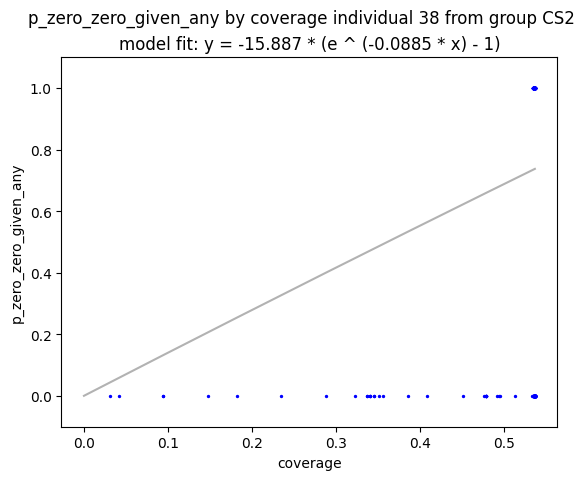 p_zero_zero_given_any by coverage individual 38 from group CS2
model fit: y = -15.887 * (e ^ (-0.0885 * x) - 1)
1.0
0.8
0.6
0.4
0.2
0.0
p_zero_zero_given_any
0.0 0.1 0.2 0.3 0.4 0.5
coverage